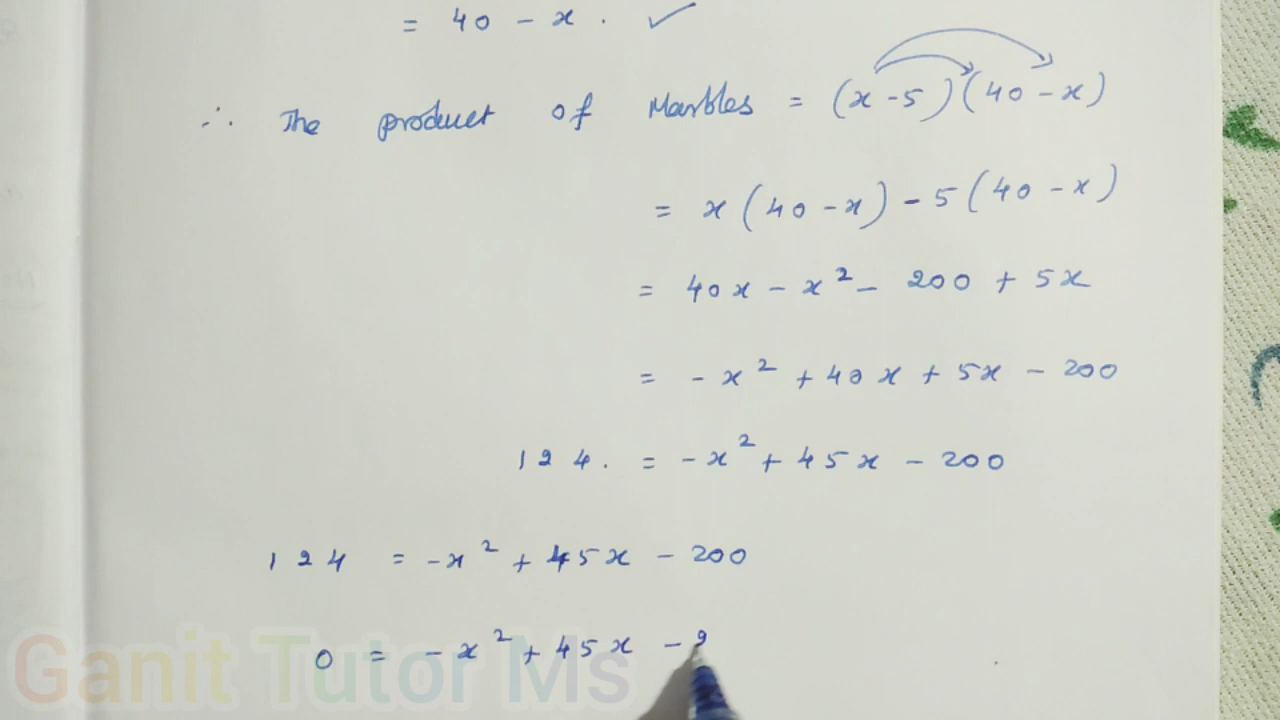 = 40 - x.
∴ The product of Marbles = (x - 5)(40 - x)
= x(40 - x) - 5(40 - x)
= 40x - x² - 200 + 5x
= - x² + 40x + 5x - 200
124. = - x² + 45x - 200
124 = - x² + 45x - 200
0 = - x² + 45x - 2
Ganit Tutor Ms